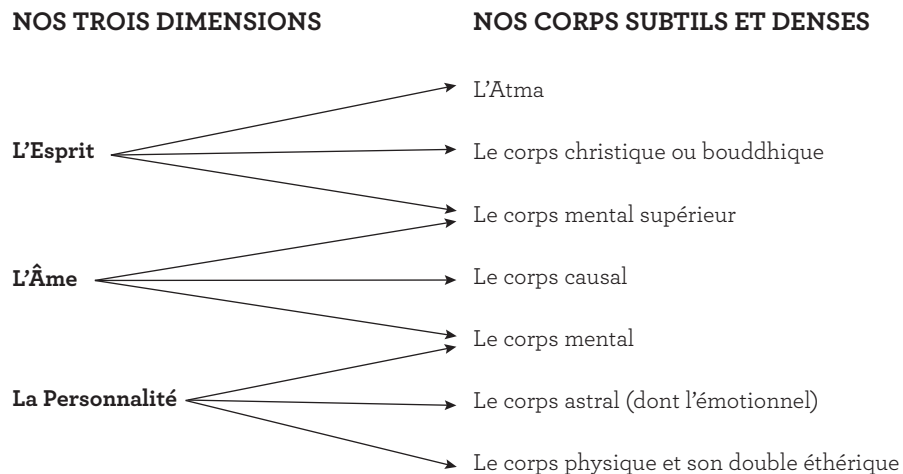 NOS TROIS DIMENSIONS
NOS CORPS SUBTILS ET DENSES
L’Atma
L’Esprit
Le corps christique ou bouddhique
Le corps mental supérieur
L’Âme
Le corps causal
Le corps mental
La Personnalité
Le corps astral (dont l’émotionnel)
Le corps physique et son double éthérique